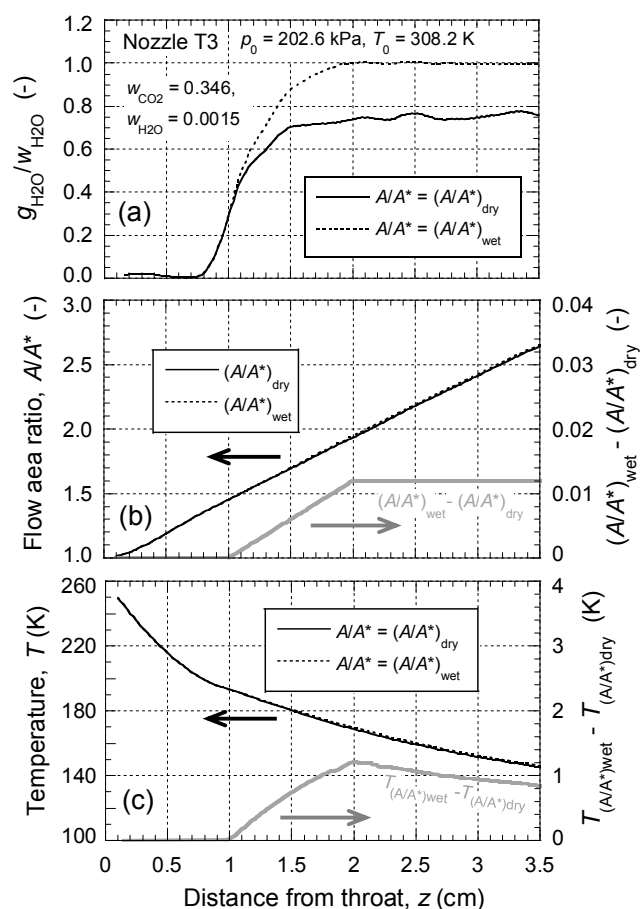 Nozzle T3 p0 = 202.6 kPa, T0 = 308.2 K
wCO2 = 0.346,
wH2O = 0.0015
gH2O/wH2O (-)
1.2
1.0
0.8
0.6
0.4
0.2
0.0
(a)
A/A* = (A/A*)dry
A/A* = (A/A*)wet
Flow aea ratio, A/A* (-)
3.0
2.5
2.0
1.5
1.0
(A/A*)dry
(A/A*)wet
(A/A*)wet - (A/A*)dry
(b)
0.04
0.03
0.02
0.01
0
(A/A*)wet - (A/A*)dry (-)
Temperature, T (K)
260
220
180
140
100
A/A* = (A/A*)dry
A/A* = (A/A*)wet
T(A/A*)wet - T(A/A*)dry
(c)
4
3
2
1
0
T(A/A*)wet - T(A/A*)dry (K)
0 0.5 1 1.5 2 2.5 3 3.5
Distance from throat, z (cm)